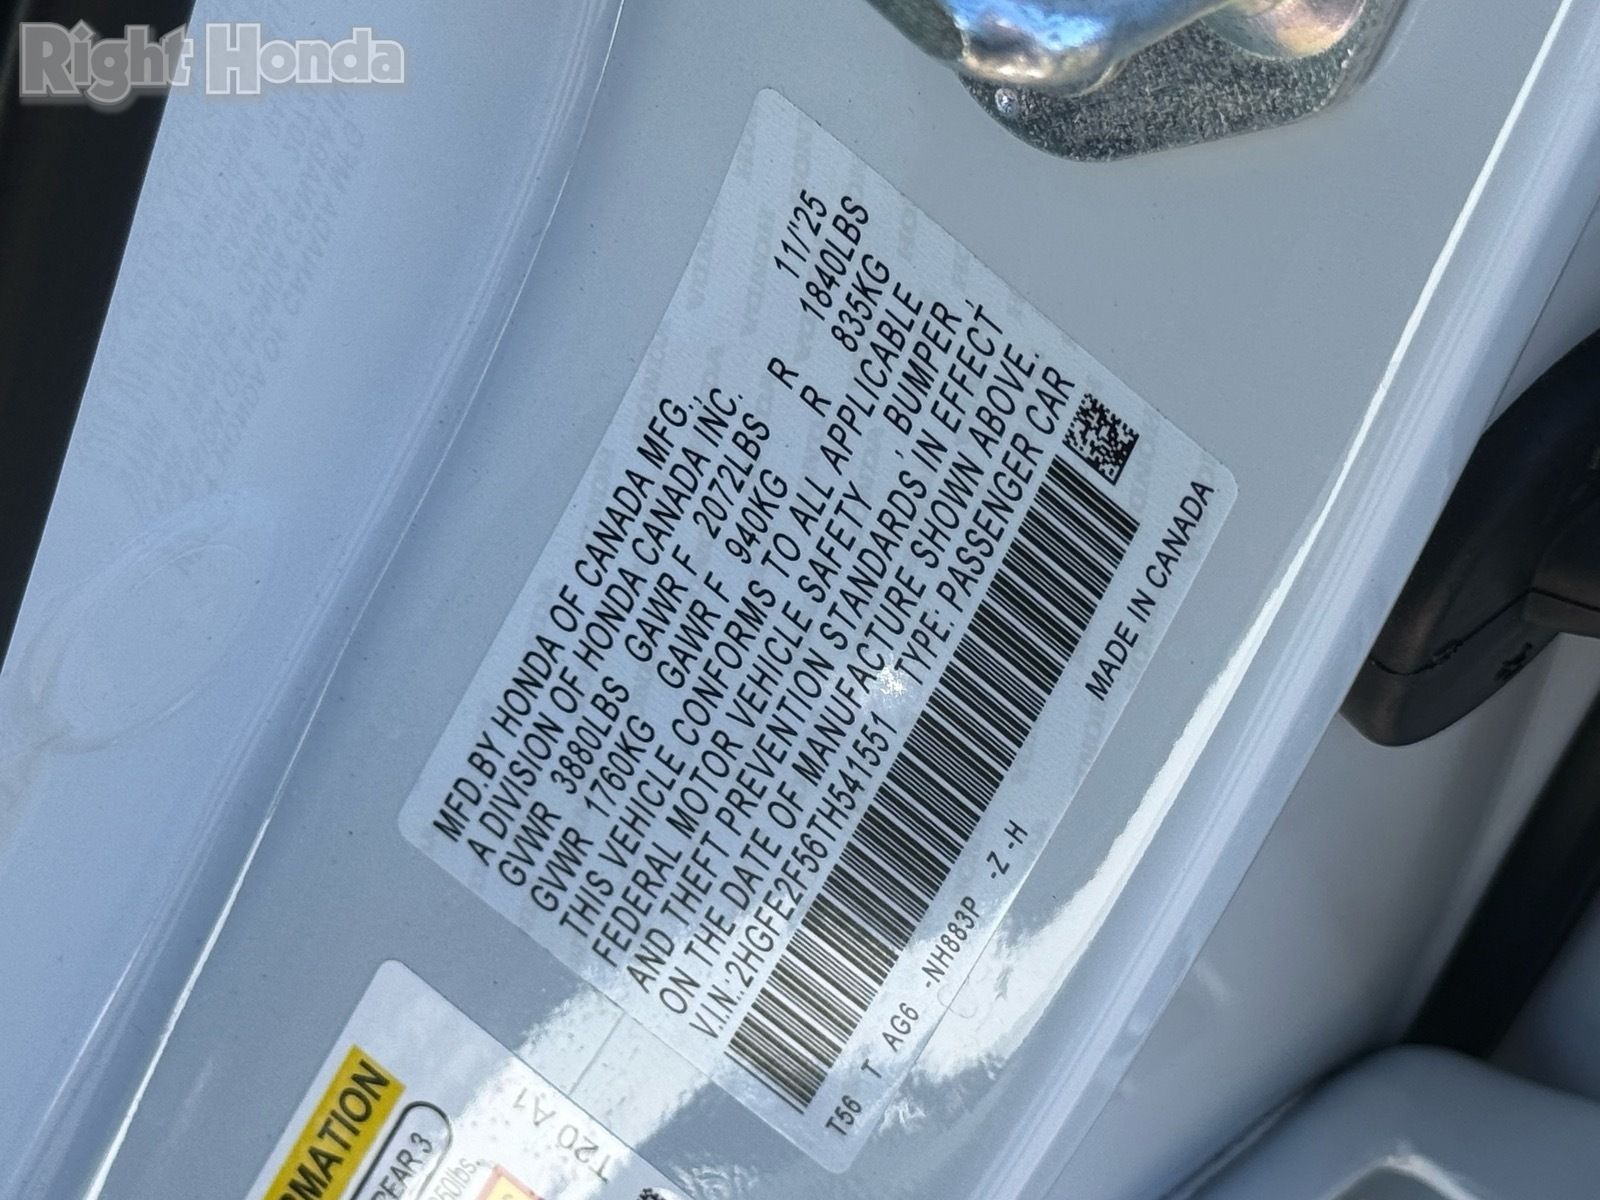 Right Honda
MFD.BY HONDA OF CANADA MFG.,
A DIVISION OF HONDA CANADA INC. 11/'25
GVWR 3880LBS GAWR F 2072LBS R 1840LBS
GVWR 1760KG GAWR F 940KG R 835KG
THIS VEHICLE CONFORMS TO ALL APPLICABLE
FEDERAL MOTOR VEHICLE SAFETY, BUMPER,
AND THEFT PREVENTION STANDARDS, IN EFFECT
ON THE DATE OF MANUFACTURE SHOWN ABOVE.
V.I.N.:2HGFE2F56TH541551 TYPE: PASSENGER CAR
MADE IN CANADA
T56 T AG6 -NH883P -Z -H
RMATION
REAR 3
T20 A1